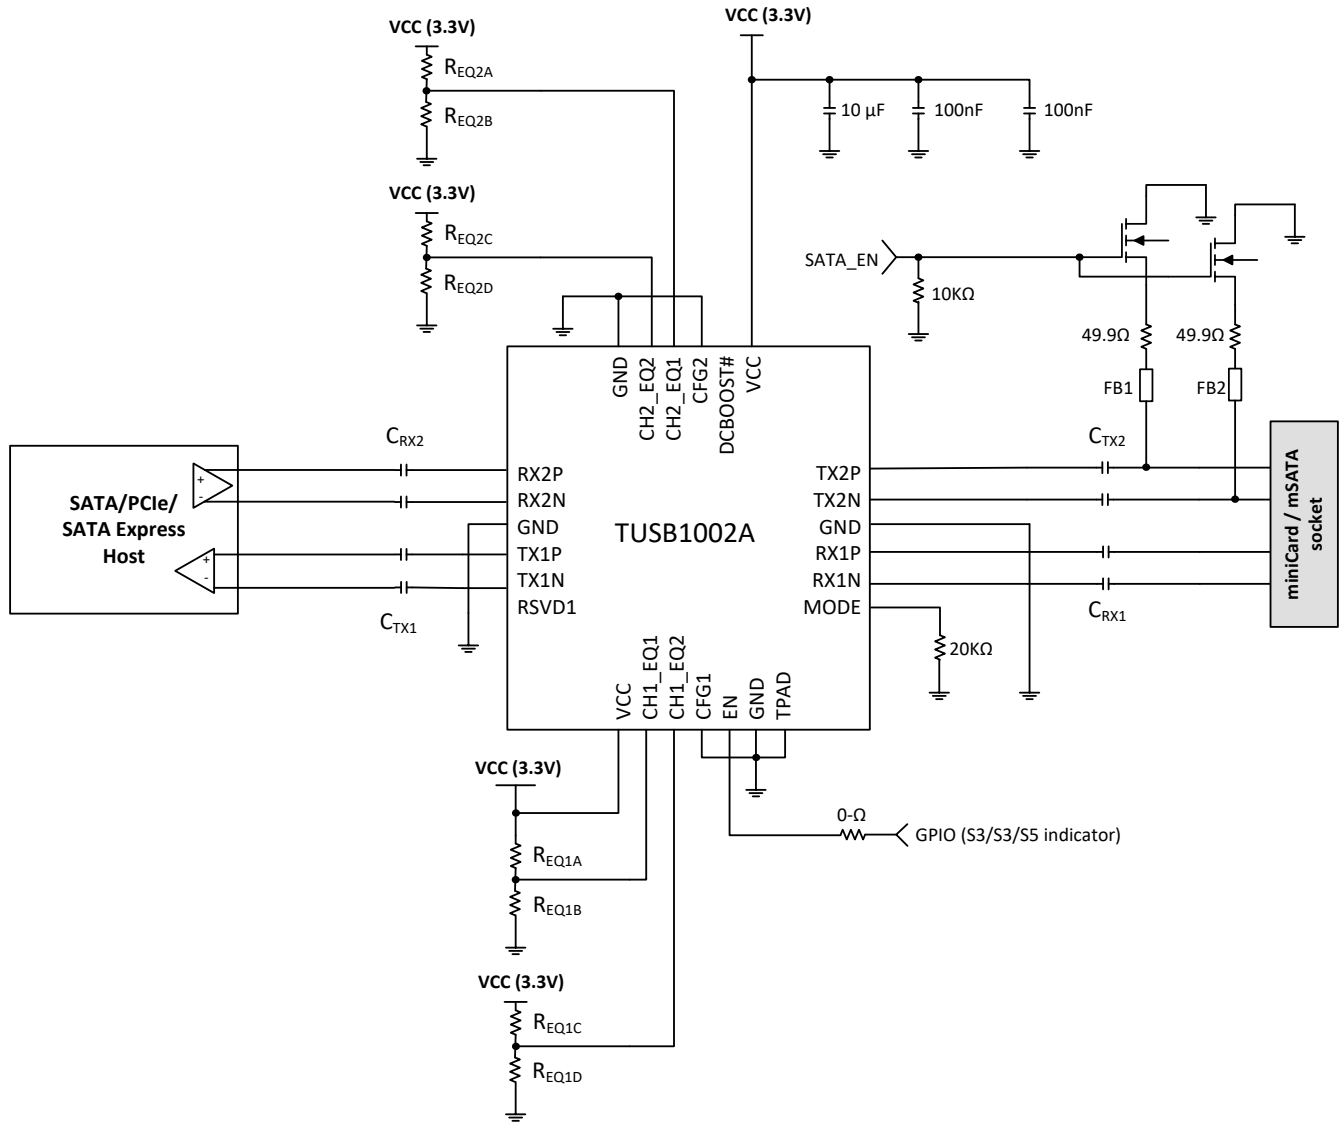 VCC (3.3V)
REQ2A
REQ2B
VCC (3.3V)
REQ2C
REQ2D
VCC (3.3V)
10 µF
100nF
100nF
SATA_EN
10KΩ
49.9Ω
49.9Ω
FB1
FB2
GND
CH2_EQ2
CH2_EQ1
CFG2
DCBOOST#
VCC
CRX2
CTX2
SATA/PCIe/
SATA Express
Host
+
-
+
-
RX2P
RX2N
GND
TX1P
TX1N
RSVD1
CTX1
TUSB1002A
TX2P
TX2N
GND
RX1P
RX1N
MODE
CRX1
20KΩ
miniCard / mSATA
socket
VCC
CH1_EQ1
CH1_EQ2
CFG1
EN
GND
TPAD
VCC (3.3V)
REQ1A
REQ1B
0-Ω
GPIO (S3/S3/S5 indicator)
VCC (3.3V)
REQ1C
REQ1D